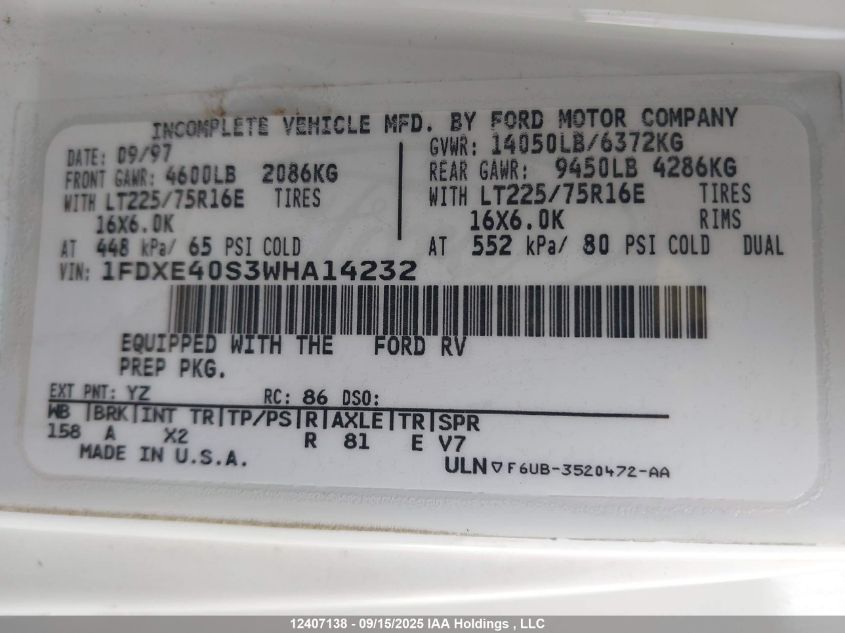 INCOMPLETE VEHICLE MFD. BY FORD MOTOR COMPANY
DATE: 09/97
GVWR: 14050LB/6372KG
FRONT GAWR: 4600LB 2086KG
REAR GAWR: 9450LB 4286KG
WITH LT225/75R16E TIRES
WITH LT225/75R16E TIRES
16X6.0K
16X6.0K RIMS
AT 448 kPa/ 65 PSI COLD
AT 552 kPa/ 80 PSI COLD DUAL
VIN: 1FDXE40S3WHA14232
EQUIPPED WITH THE FORD RV
PREP PKG.
EXT PNT: YZ RC: 86 DSO:
WB |BRK|INT TR|TP/PS|R|AXLE|TR|SPR
158 A X2 R 81 E V7
MADE IN U.S.A.
ULN▽F6UB-3520472-AA
12407138 - 09/15/2025 IAA Holdings , LLC